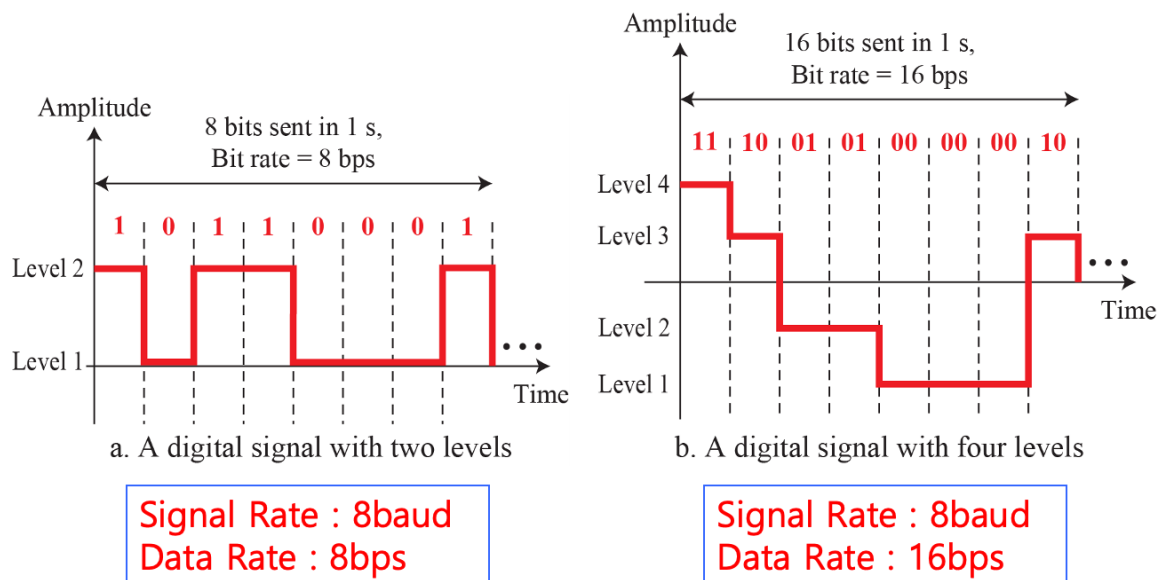 Amplitude
8 bits sent in 1 s,
Bit rate = 8 bps
1 0 1 1 0 0 0 1
Level 2
Level 1
Time
a. A digital signal with two levels
Signal Rate : 8baud
Data Rate : 8bps
Amplitude
16 bits sent in 1 s,
Bit rate = 16 bps
11 10 01 01 00 00 00 10
Level 4
Level 3
Time
Level 2
Level 1
b. A digital signal with four levels
Signal Rate : 8baud
Data Rate : 16bps